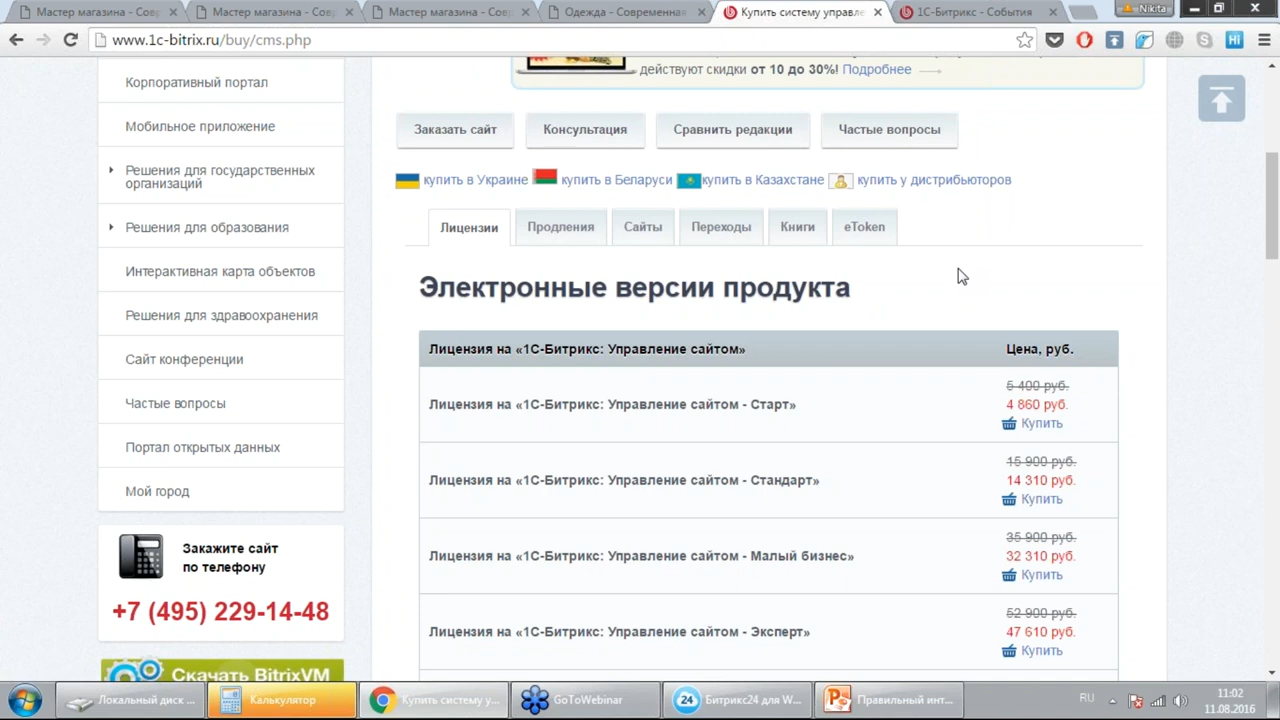 Мастер магазина - Совр
Мастер магазина - Сову
Мастер магазина - Сов
Одежда - Современная
Купить систему управле
1С-Битрикс - События
Nikita
www.1c-bitrix.ru/buy/cms.php
действуют скидки от 10 до 30%! Подробнее
Корпоративный портал
Мобильное приложение
Решения для государственных
организаций
Решения для образования
Интерактивная карта объектов
Решения для здравоохранения
Сайт конференции
Частые вопросы
Портал открытых данных
Мой город
Закажите сайт
по телефону
+7 (495) 229-14-48
Скачать BitrixVM
Заказать сайт
Консультация
Сравнить редакции
Частые вопросы
купить в Украине
купить в Беларуси
купить в Казахстане
купить у дистрибьюторов
Лицензии
Продления
Сайты
Переходы
Книги
eToken
Электронные версии продукта
Лицензия на «1С-Битрикс: Управление сайтом»
Цена, руб.
Лицензия на «1С-Битрикс: Управление сайтом - Старт»
5 400 руб.
4 860 руб.
Купить
Лицензия на «1С-Битрикс: Управление сайтом - Стандарт»
15 900 руб.
14 310 руб.
Купить
Лицензия на «1С-Битрикс: Управление сайтом - Малый бизнес»
35 900 руб.
32 310 руб.
Купить
Лицензия на «1С-Битрикс: Управление сайтом - Эксперт»
52 900 руб.
47 610 руб.
Купить
Локальный диск ...
Калькулятор
Купить систему у...
GoToWebinar
24
Битрикс24 для W...
Правильный инт...
RU
11:02
11.08.2016